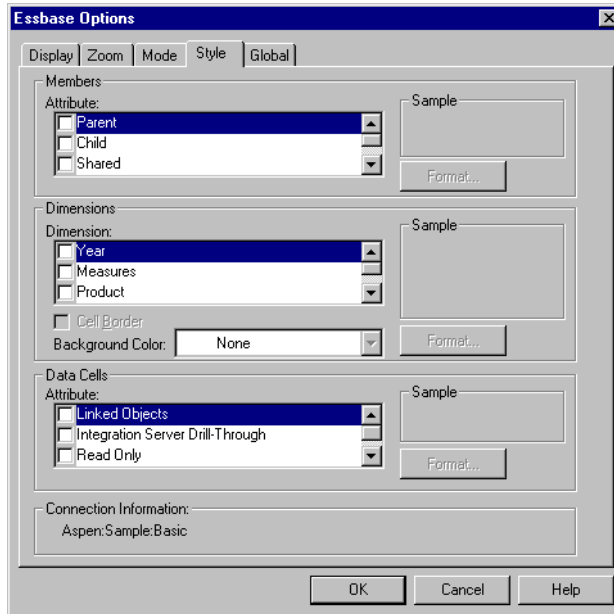 Essbase Options
Display Zoom Mode Style Global
Members
Attribute:
Parent
Child
Shared
Sample
Format...
Dimensions
Dimension:
Year
Measures
Product
Cell Border
Background Color: None
Sample
Format...
Data Cells
Attribute:
Linked Objects
Integration Server Drill-Through
Read Only
Sample
Format...
Connection Information:
Aspen:Sample:Basic
OK Cancel Help